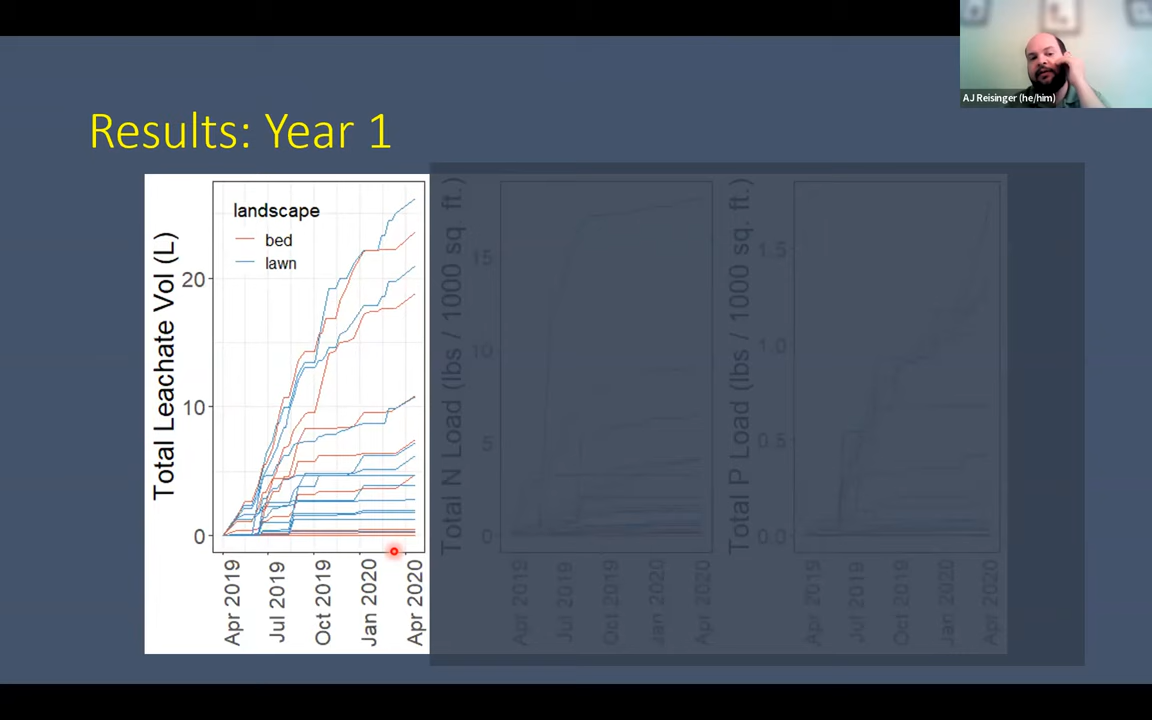 AJ Reisinger (he/him)
Results: Year 1
Total Leachate Vol (L)
20
10
0
landscape
bed
lawn
Apr 2019
Jul 2019
Oct 2019
Jan 2020
Apr 2020
Total N Load (lbs / 1000 sq. ft.)
15
10
5
0
Apr 2019
Jul 2019
Oct 2019
Jan 2020
Apr 2020
Total P Load (lbs / 1000 sq. ft.)
1.5
1.0
0.5
0.0
Apr 2019
Jul 2019
Oct 2019
Jan 2020
Apr 2020